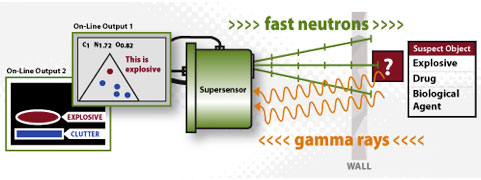 On-Line Output 1
C1 N1.72 O0.82
This is
explosive
On-Line Output 2
EXPLOSIVE
CLUTTER
Supersensor
>>>> fast neutrons >>>>
<<<< gamma rays <<<<
WALL
?
Suspect Object
Explosive
Drug
Biological
Agent